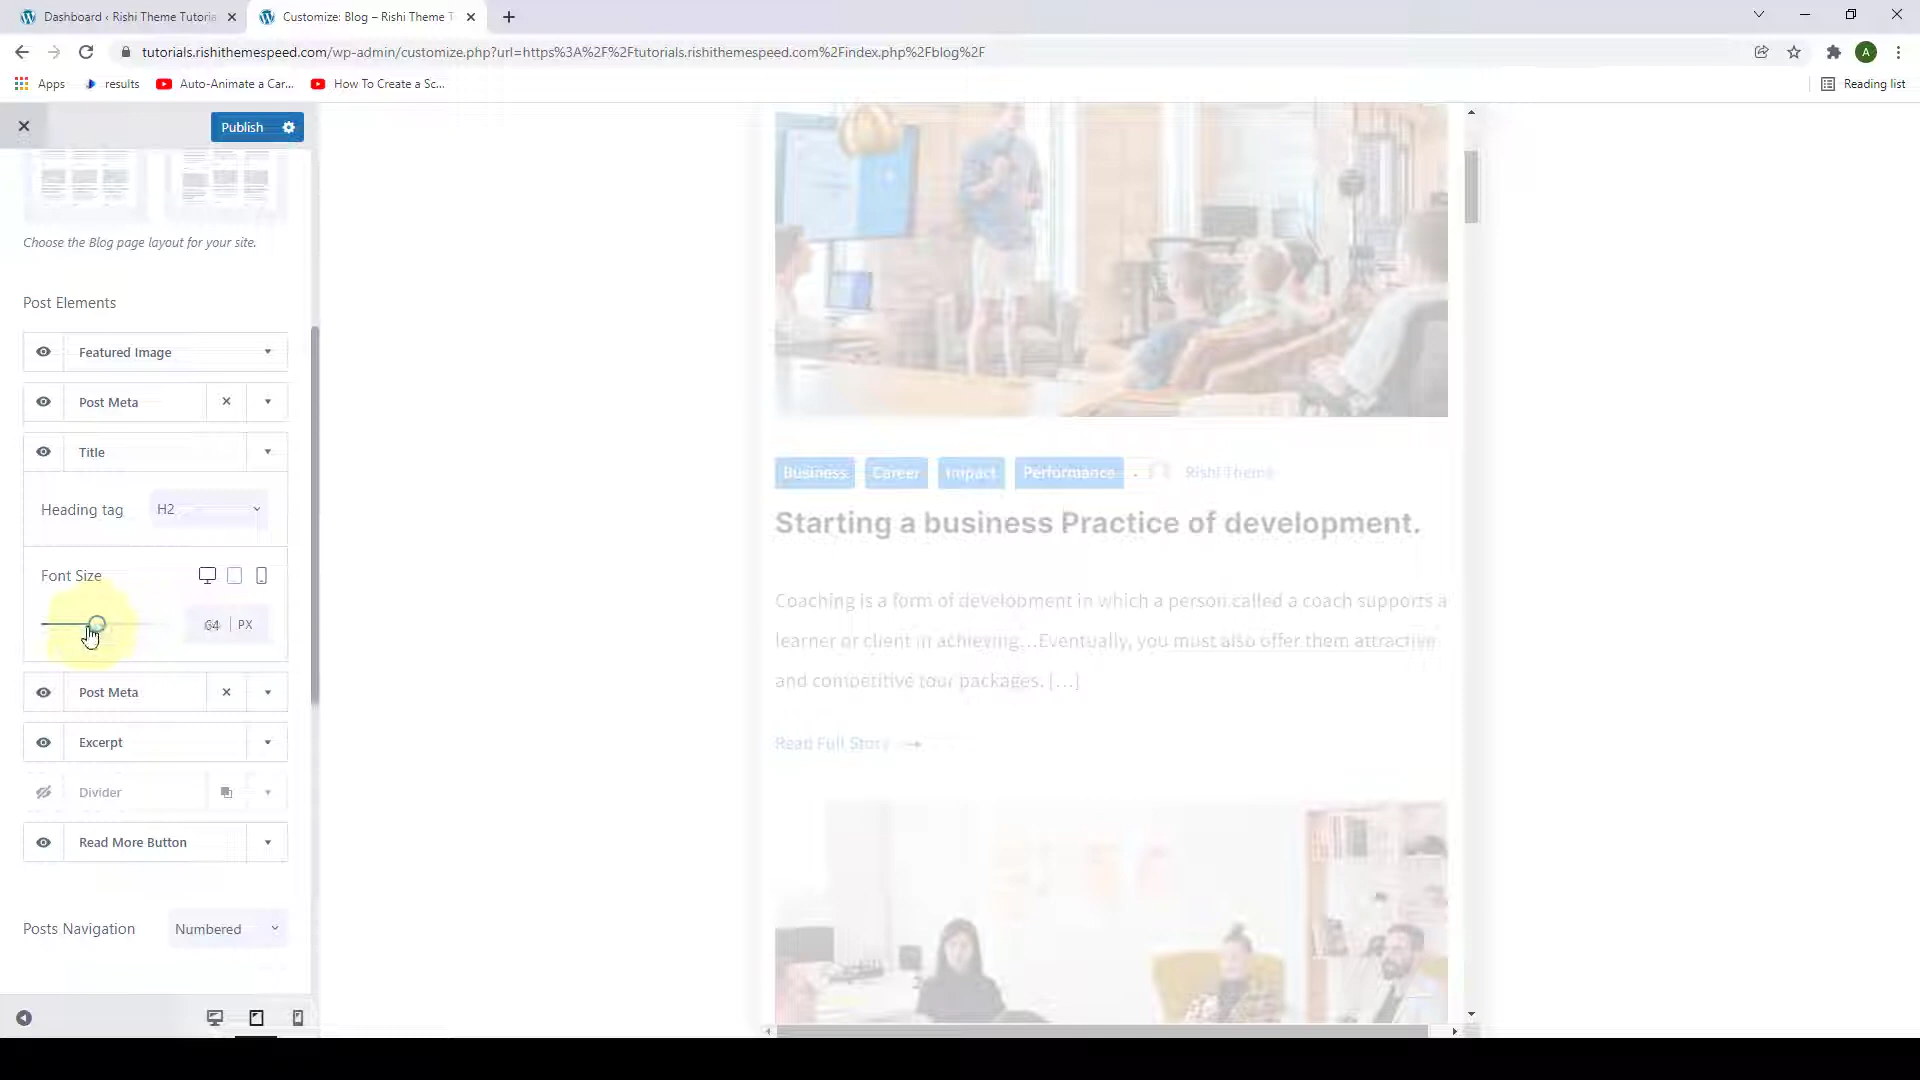 Dashboard ‹ Rishi Theme Tutoria
Customize: Blog – Rishi Theme T
tutorials.rishithemespeed.com/wp-admin/customize.php?url=https%3A%2F%2Ftutorials.rishithemespeed.com%2Findex.php%2Fblog%2F
A
Apps
results
Auto-Animate a Car...
How To Create a Sc...
Reading list
Publish
Choose the Blog page layout for your site.
Post Elements
Featured Image
Post Meta
Title
Heading tag H2
Font Size
64 PX
Post Meta
Excerpt
Divider
Read More Button
Posts Navigation Numbered
Business Career Impact Performance · Rishi Theme
Starting a business Practice of development.
Coaching is a form of development in which a person called a coach supports a
learner or client in achieving...Eventually, you must also offer them attractive
and competitive tour packages. [...]
Read Full Story